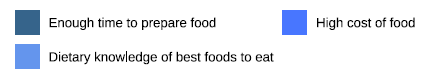 Enough time to prepare food
High cost of food
Dietary knowledge of best foods to eat